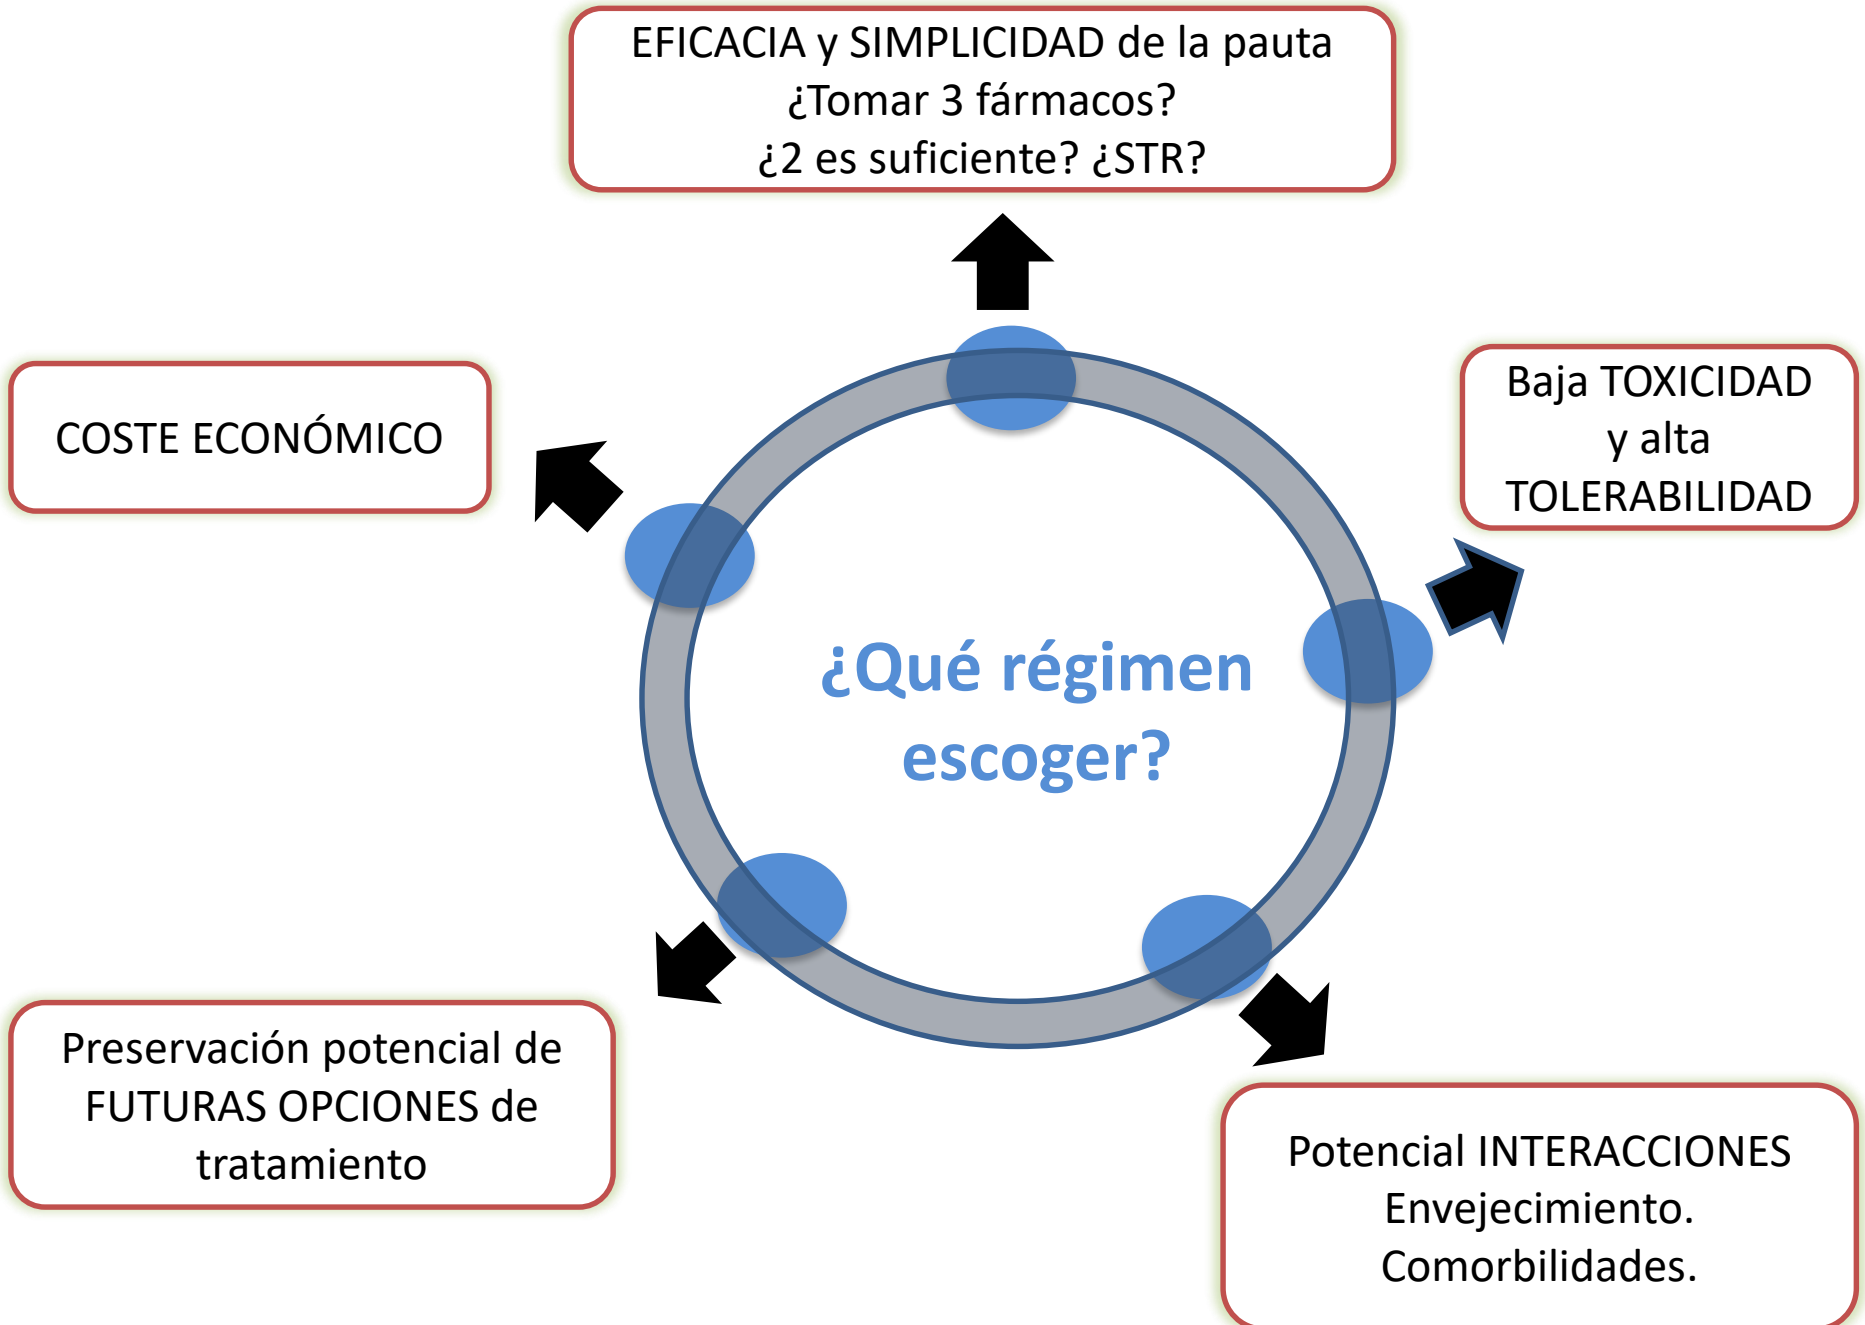 EFICACIA y SIMPLICIDAD de la pauta
¿Tomar 3 fármacos?
¿2 es suficiente? ¿STR?
COSTE ECONÓMICO
Baja TOXICIDAD
y alta
TOLERABILIDAD
¿Qué régimen
escoger?
Preservación potencial de
FUTURAS OPCIONES de
tratamiento
Potencial INTERACCIONES
Envejecimiento.
Comorbilidades.